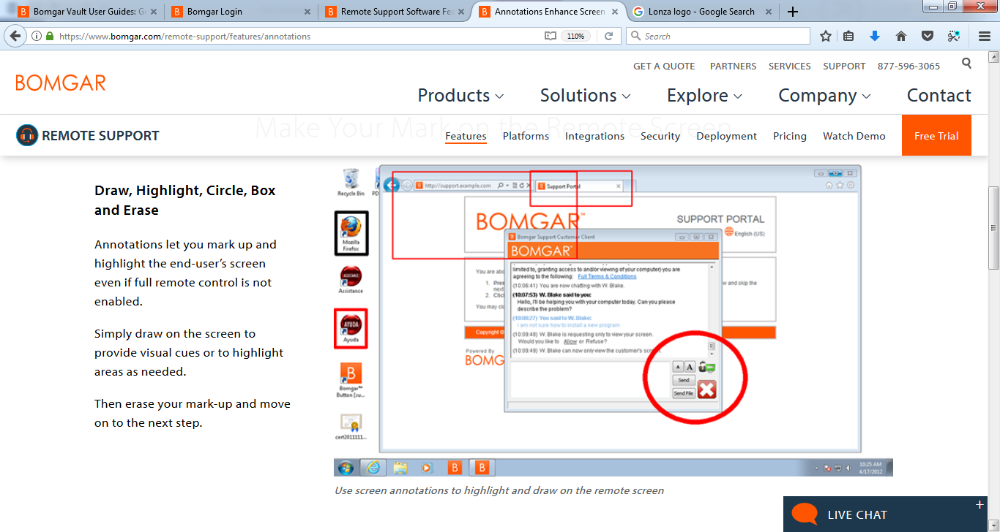 Bomgar Vault User Guides: Ge
Bomgar Login
Remote Support Software Fea
Annotations Enhance Screen
Lonza logo - Google Search
https://www.bomgar.com/remote-support/features/annotations
110%
Search
GET A QUOTE PARTNERS SERVICES SUPPORT 877-596-3065
BOMGAR
Products Solutions Explore Company Contact
Make Your Mark on the Remote Screen
REMOTE SUPPORT
Features Platforms Integrations Security Deployment Pricing Watch Demo Free Trial
Draw, Highlight, Circle, Box
and Erase
Annotations let you mark up and
highlight the end-user’s screen
even if full remote control is not
enabled.
Simply draw on the screen to
provide visual cues or to highlight
areas as needed.
Then erase your mark-up and move
on to the next step.
Recycle Bin
PD
Mozilla
Firefox
ASSISTANCE
Assistance
AYUDA
Ayuda
Bomgar™
Button [su...
cert2011111...
http://support.example.com
Support Portal
BOMGAR™
SUPPORT PORTAL
English (US)
You are abo
1. Pres
next
2. Click
You may clo
w and skip the
Copyright ©
Powered By
BOMG
Bomgar Support Customer Client
BOMGAR™
limited to, granting access to and/or viewing of your computer) you are
agreeing to the following: Full Terms & Conditions
(10:06:41) You are now chatting with W. Blake.
(10:07:53) W. Blake said to you:
Hello, I'll be helping you with your computer today. Can you please
describe the problem?
(10:08:27) You said to W. Blake:
I am not sure how to install a new program
(10:09:48) W. Blake is requesting only to view your screen.
Would you like to Allow or Refuse?
(10:09:49) W. Blake can now only view the customer's scre
A A
Send
Send File
10:25 AM
4/17/2012
Use screen annotations to highlight and draw on the remote screen
LIVE CHAT